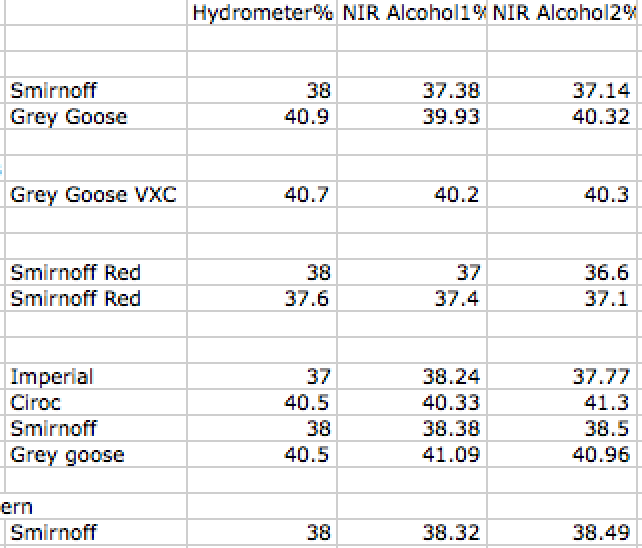 Hydrometer% NIR Alcohol1% NIR Alcohol2%
Smirnoff 38 37.38 37.14
Grey Goose 40.9 39.93 40.32
Grey Goose VXC 40.7 40.2 40.3
Smirnoff Red 38 37 36.6
Smirnoff Red 37.6 37.4 37.1
Imperial 37 38.24 37.77
Ciroc 40.5 40.33 41.3
Smirnoff 38 38.38 38.5
Grey goose 40.5 41.09 40.96
ern
Smirnoff 38 38.32 38.49